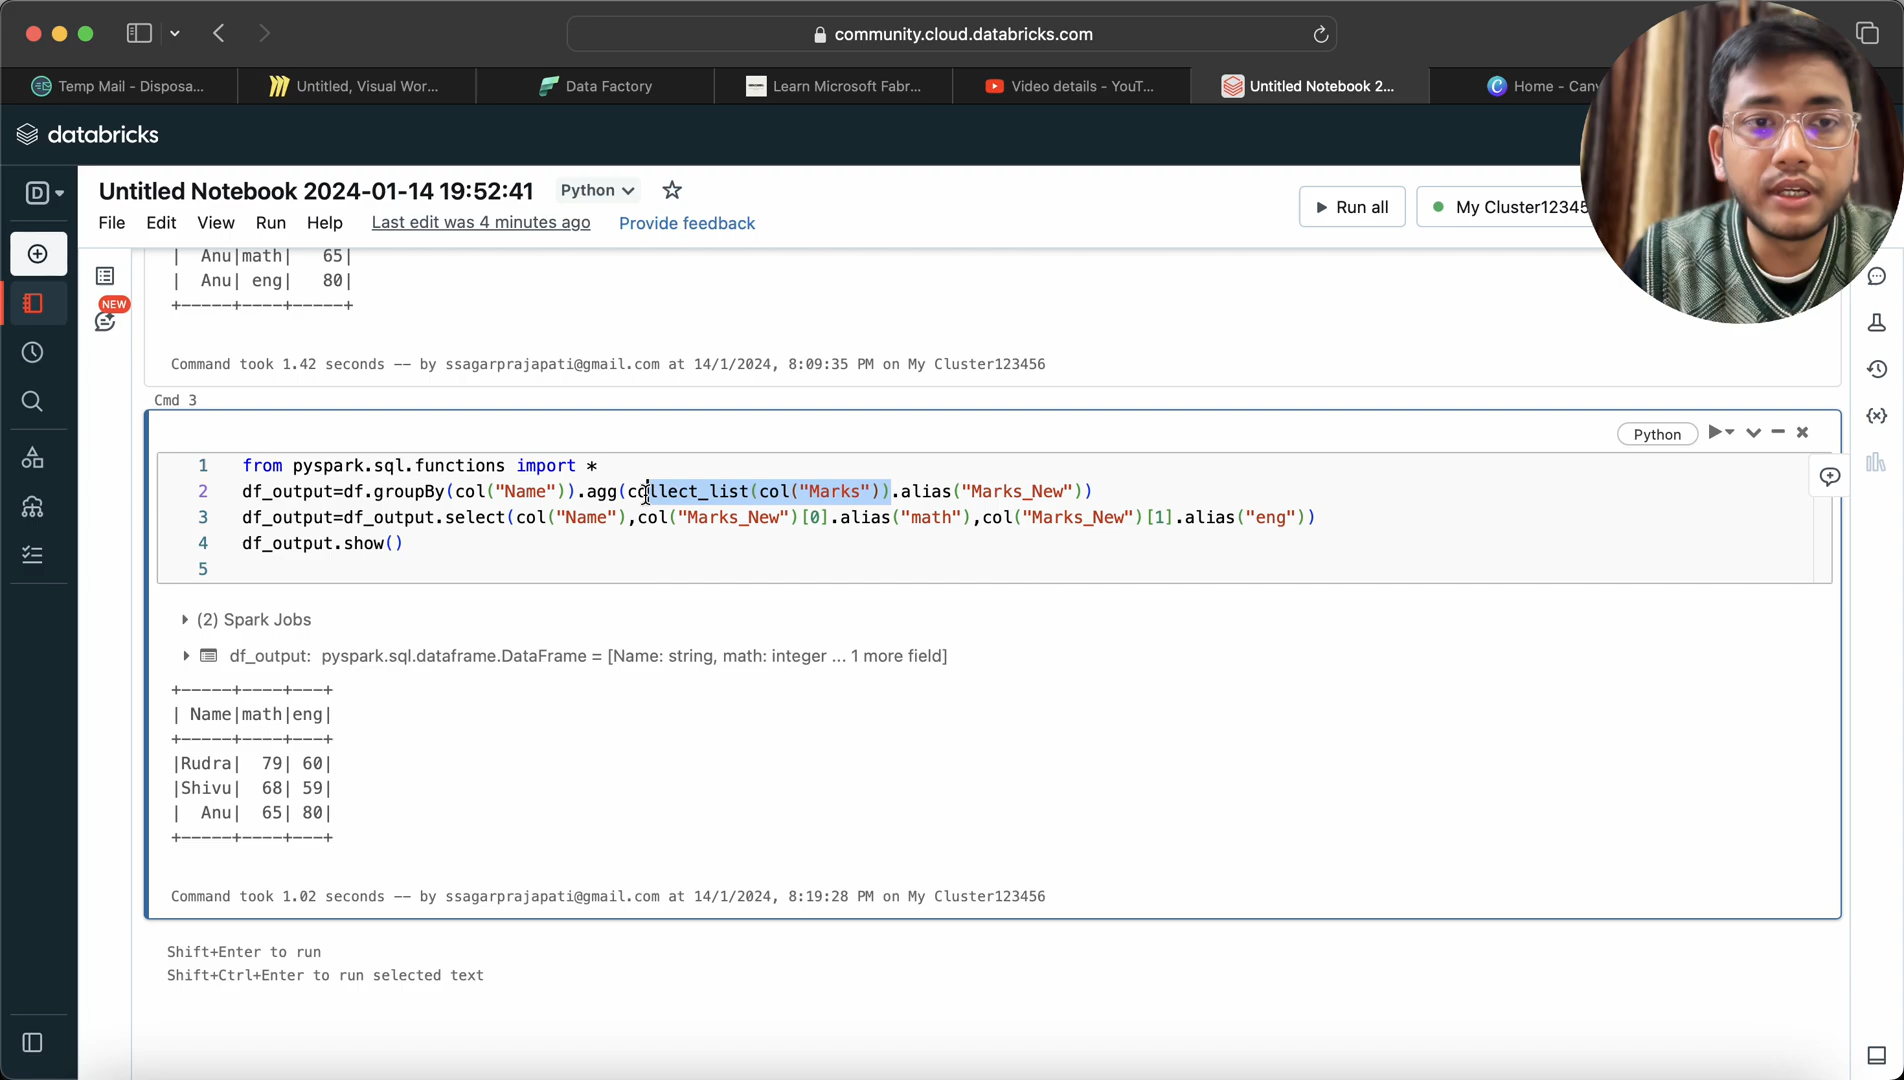 community.cloud.databricks.com
Temp Mail - Disposa...
Untitled, Visual Wor...
Data Factory
Learn Microsoft Fabr...
Video details - YouT...
Untitled Notebook 2...
Home - Can
databricks
D
Untitled Notebook 2024-01-14 19:52:41
Python
File Edit View Run Help
Last edit was 4 minutes ago
Provide feedback
Run all
My Cluster12345
NEW
| Anu|math| 65|
| Anu| eng| 80|
+-----+----+-----+
Command took 1.42 seconds -- by ssagarprajapati@gmail.com at 14/1/2024, 8:09:35 PM on My Cluster123456
Cmd 3
Python
1 from pyspark.sql.functions import *
2 df_output=df.groupBy(col("Name")).agg(collect_list(col("Marks")).alias("Marks_New"))
3 df_output=df_output.select(col("Name"),col("Marks_New")[0].alias("math"),col("Marks_New")[1].alias("eng"))
4 df_output.show()
5
(2) Spark Jobs
df_output: pyspark.sql.dataframe.DataFrame = [Name: string, math: integer ... 1 more field]
+-----+----+---+
| Name|math|eng|
+-----+----+---+
|Rudra| 79| 60|
|Shivu| 68| 59|
| Anu| 65| 80|
+-----+----+---+
Command took 1.02 seconds -- by ssagarprajapati@gmail.com at 14/1/2024, 8:19:28 PM on My Cluster123456
Shift+Enter to run
Shift+Ctrl+Enter to run selected text